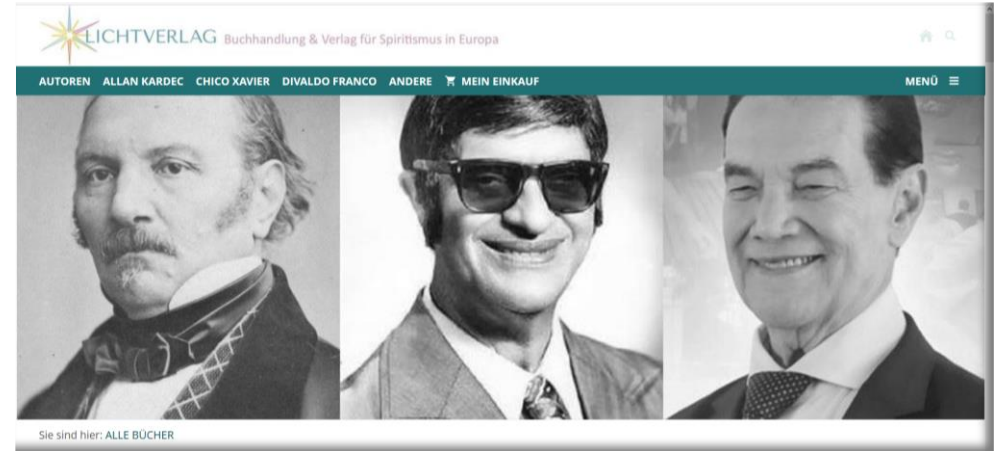 LICHTVERLAG Buchhandlung & Verlag für Spiritismus in Europa
AUTOREN ALLAN KARDEC CHICO XAVIER DIVALDO FRANCO ANDERE MEIN EINKAUF MENÜ
Sie sind hier: ALLE BÜCHER